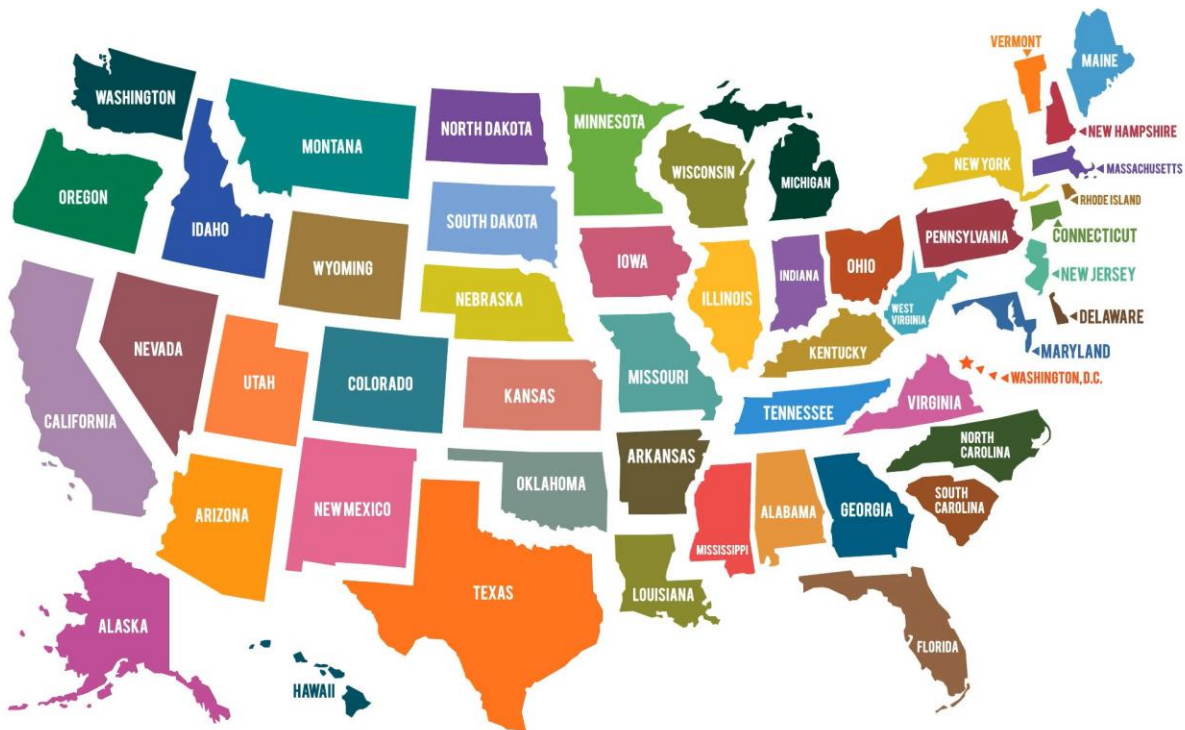 VERMONT
MAINE
WASHINGTON
MONTANA
NORTH DAKOTA
MINNESOTA
NEW HAMPSHIRE
OREGON
IDAHO
SOUTH DAKOTA
WISCONSIN
MICHIGAN
NEW YORK
MASSACHUSETTS
RHODE ISLAND
WYOMING
IOWA
PENNSYLVANIA
CONNECTICUT
NEBRASKA
ILLINOIS
INDIANA
OHIO
NEW JERSEY
WEST
VIRGINIA
DELAWARE
NEVADA
UTAH
COLORADO
KANSAS
MISSOURI
KENTUCKY
MARYLAND
WASHINGTON, D.C.
CALIFORNIA
TENNESSEE
VIRGINIA
ARIZONA
NEW MEXICO
OKLAHOMA
ARKANSAS
NORTH
CAROLINA
MISSISSIPPI
ALABAMA
GEORGIA
SOUTH
CAROLINA
TEXAS
LOUISIANA
ALASKA
HAWAII
FLORIDA